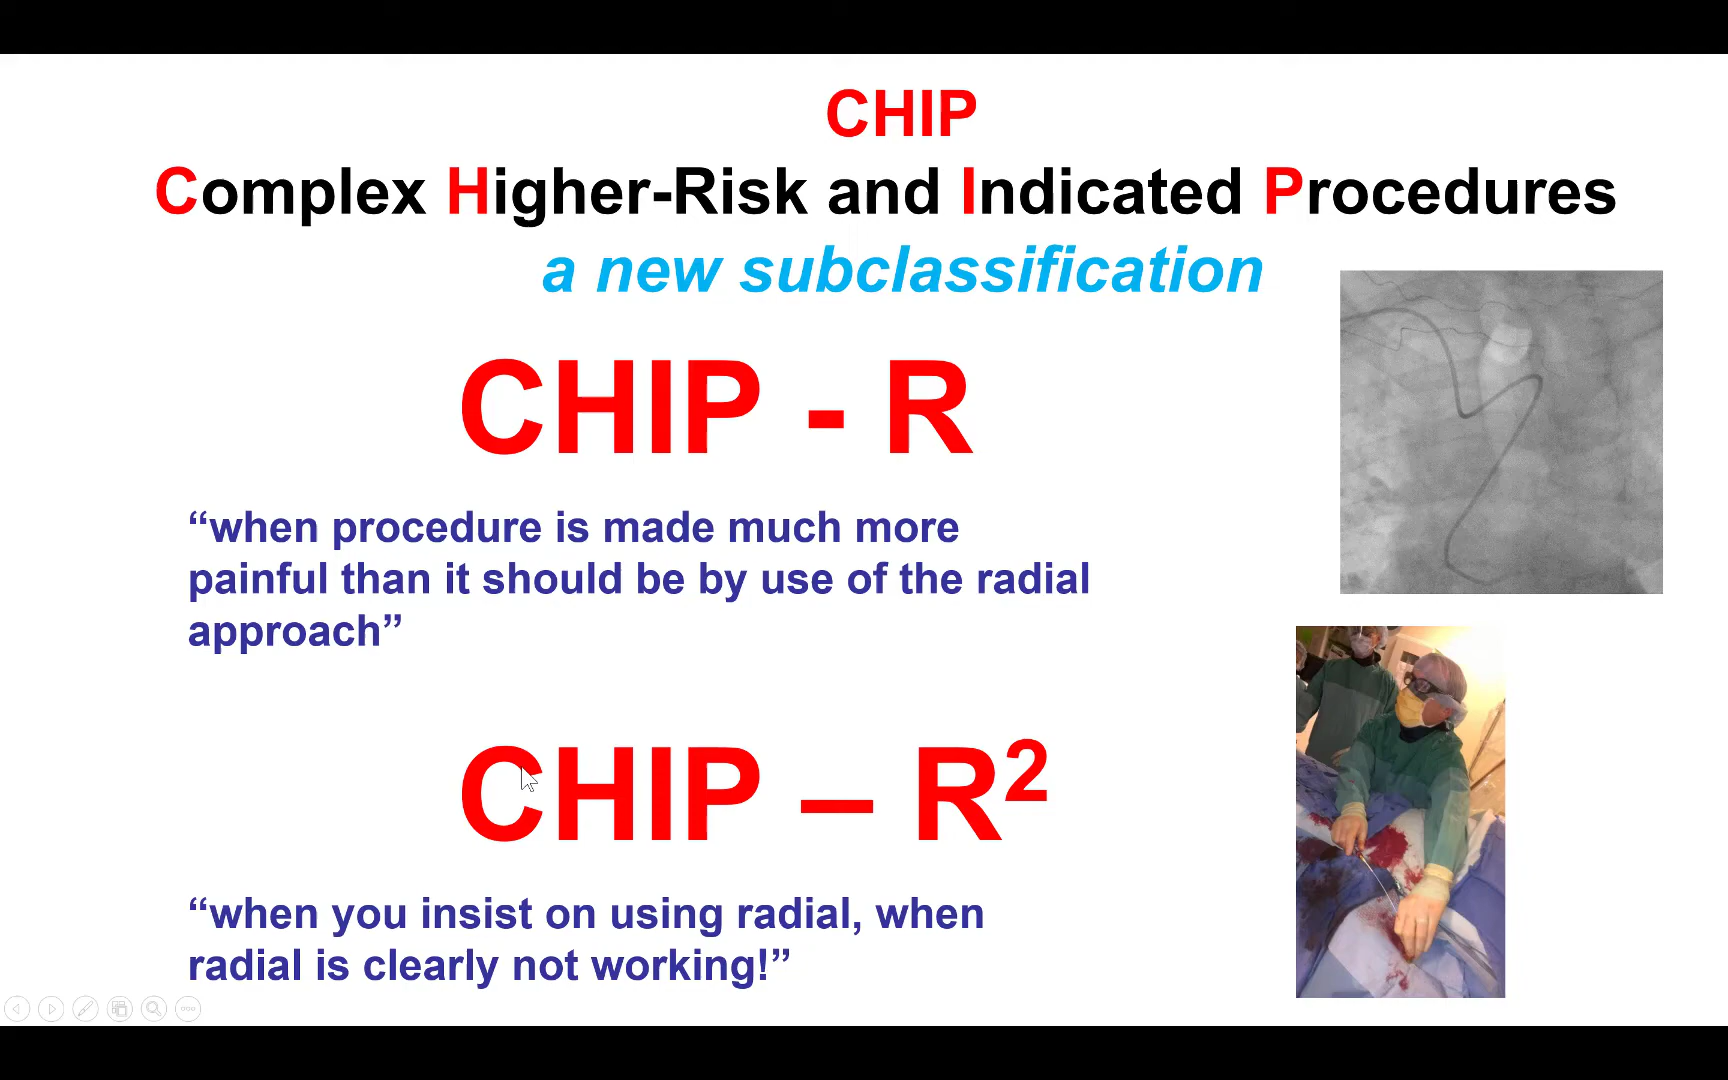 CHIP
Complex Higher-Risk and Indicated Procedures
a new subclassification
CHIP - R
“when procedure is made much more
painful than it should be by use of the radial
approach”
CHIP – R²
“when you insist on using radial, when
radial is clearly not working!”